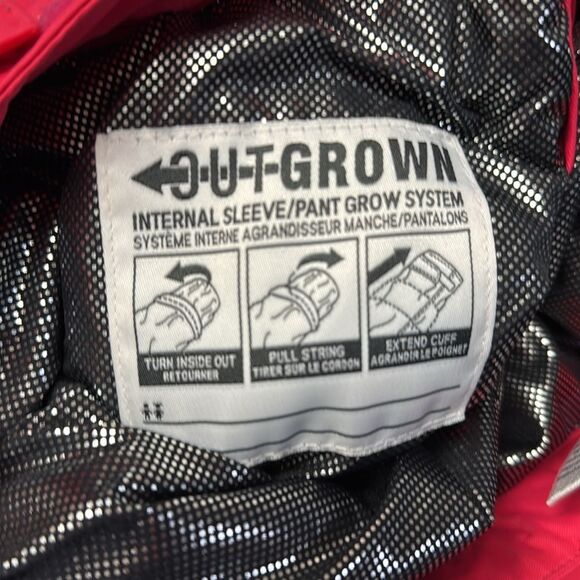 OUTGROWN
INTERNAL SLEEVE/PANT GROW SYSTEM
SYSTÈME INTERNE AGRANDISSEUR MANCHE/PANTALONS
TURN INSIDE OUT
RETOURNER
PULL STRING
TIRER SUR LE CORDON
EXTEND CUFF
AGRANDIR LE POIGNET